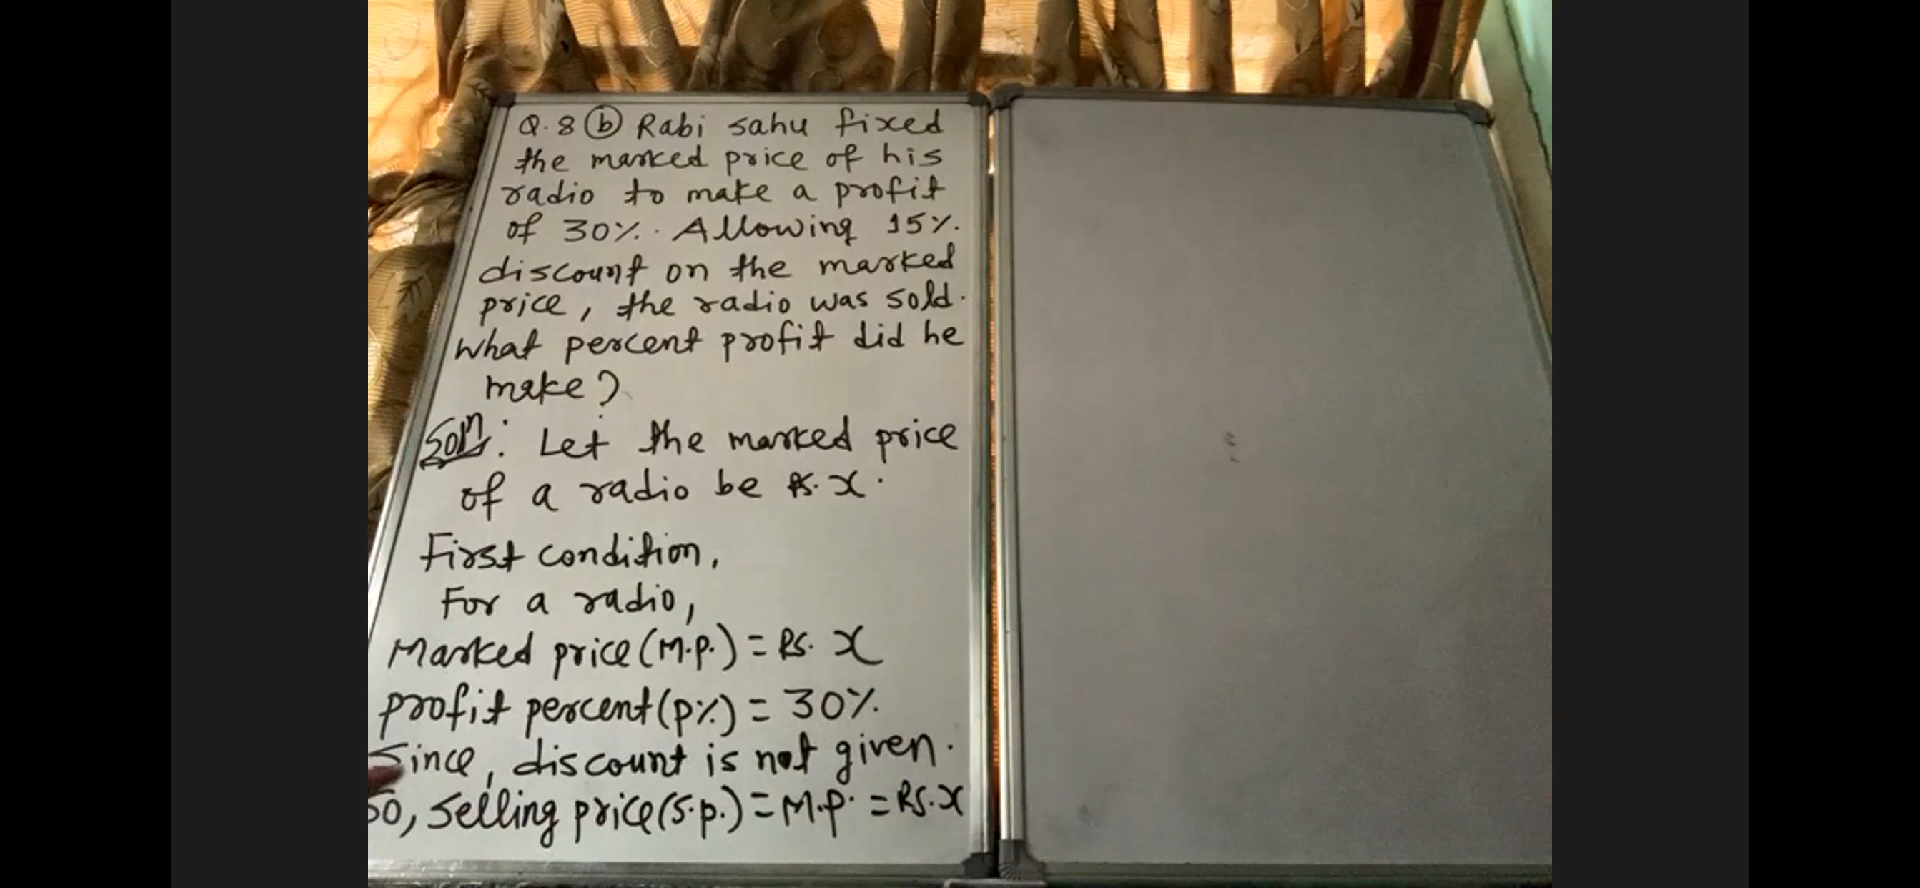 Q.8 (b) Rabi sahu fixed
the marked price of his
radio to make a profit
of 30%. Allowing 15%
discount on the marked
price, the radio was sold.
What percent profit did he
make?
Soln: Let the marked price
of a radio be Rs. x.
First condition,
For a radio,
Marked price (M.p.) = Rs. x
profit percent (p%) = 30%.
Since, discount is not given.
So, selling price (s.p.) = M.p. = Rs. x